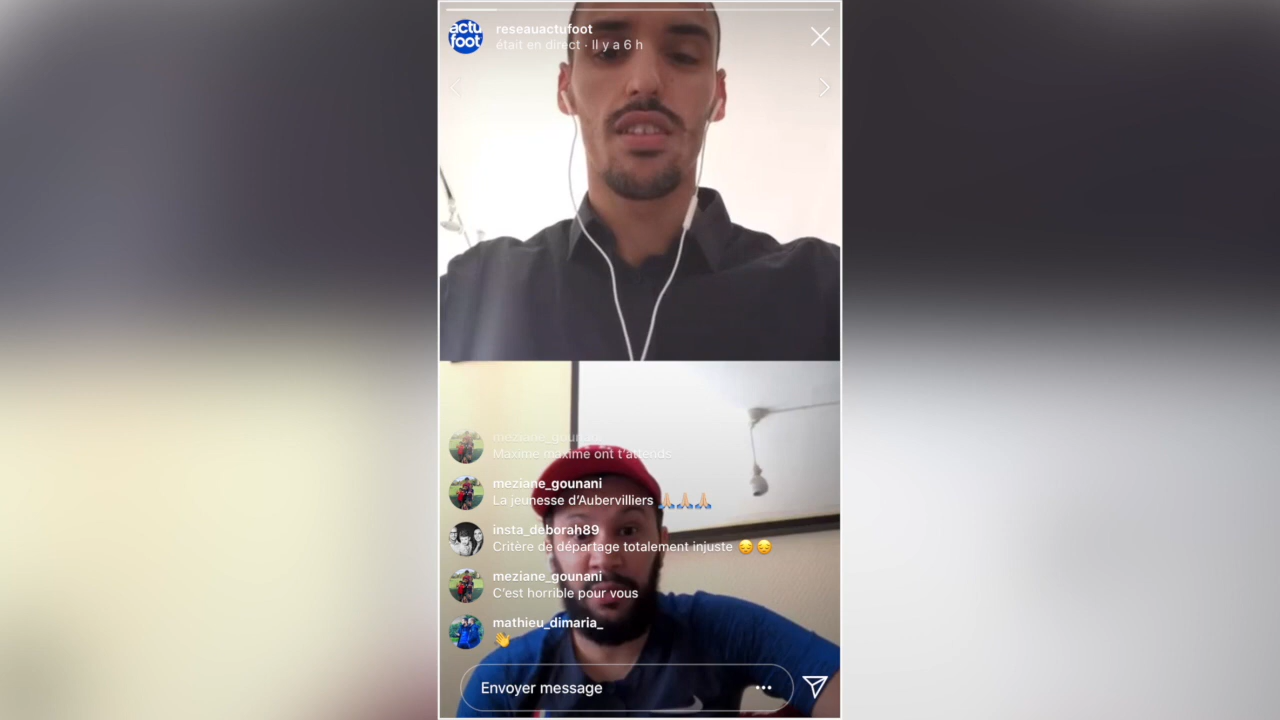 actu
foot
reseauactufoot
était en direct · Il y a 6 h
Maxime maxime ont t'attends
meziane_gounani
La jeunesse d'Aubervilliers 🙏🏼🙏🏼🙏🏼
insta_deborah89
Critère de départage totalement injuste 😔😔
meziane_gounani
C'est horrible pour vous
mathieu_dimaria_
👋
Envoyer message